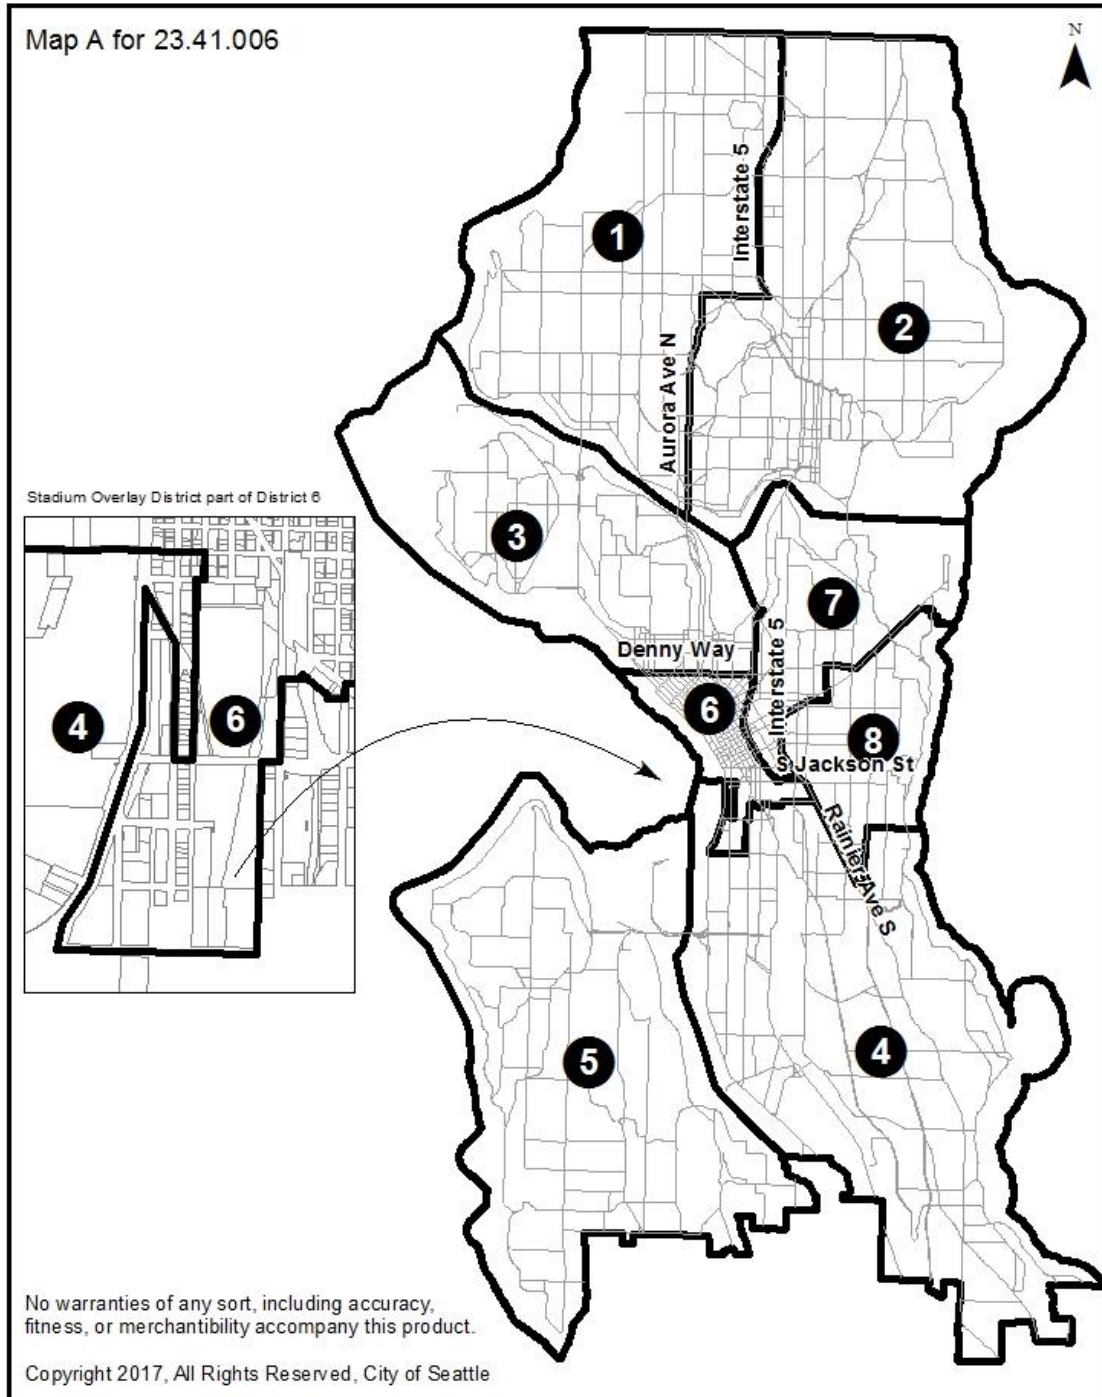 Map A for 23.41.006
N
Interstate 5
1
2
Aurora Ave N
Stadium Overlay District part of District 6
3
7
Denny Way
Interstate 5
6
4
6
8
S Jackson St
Rainier Ave S
5
4
No warranties of any sort, including accuracy,
fitness, or merchantibility accompany this product.
Copyright 2017, All Rights Reserved, City of Seattle